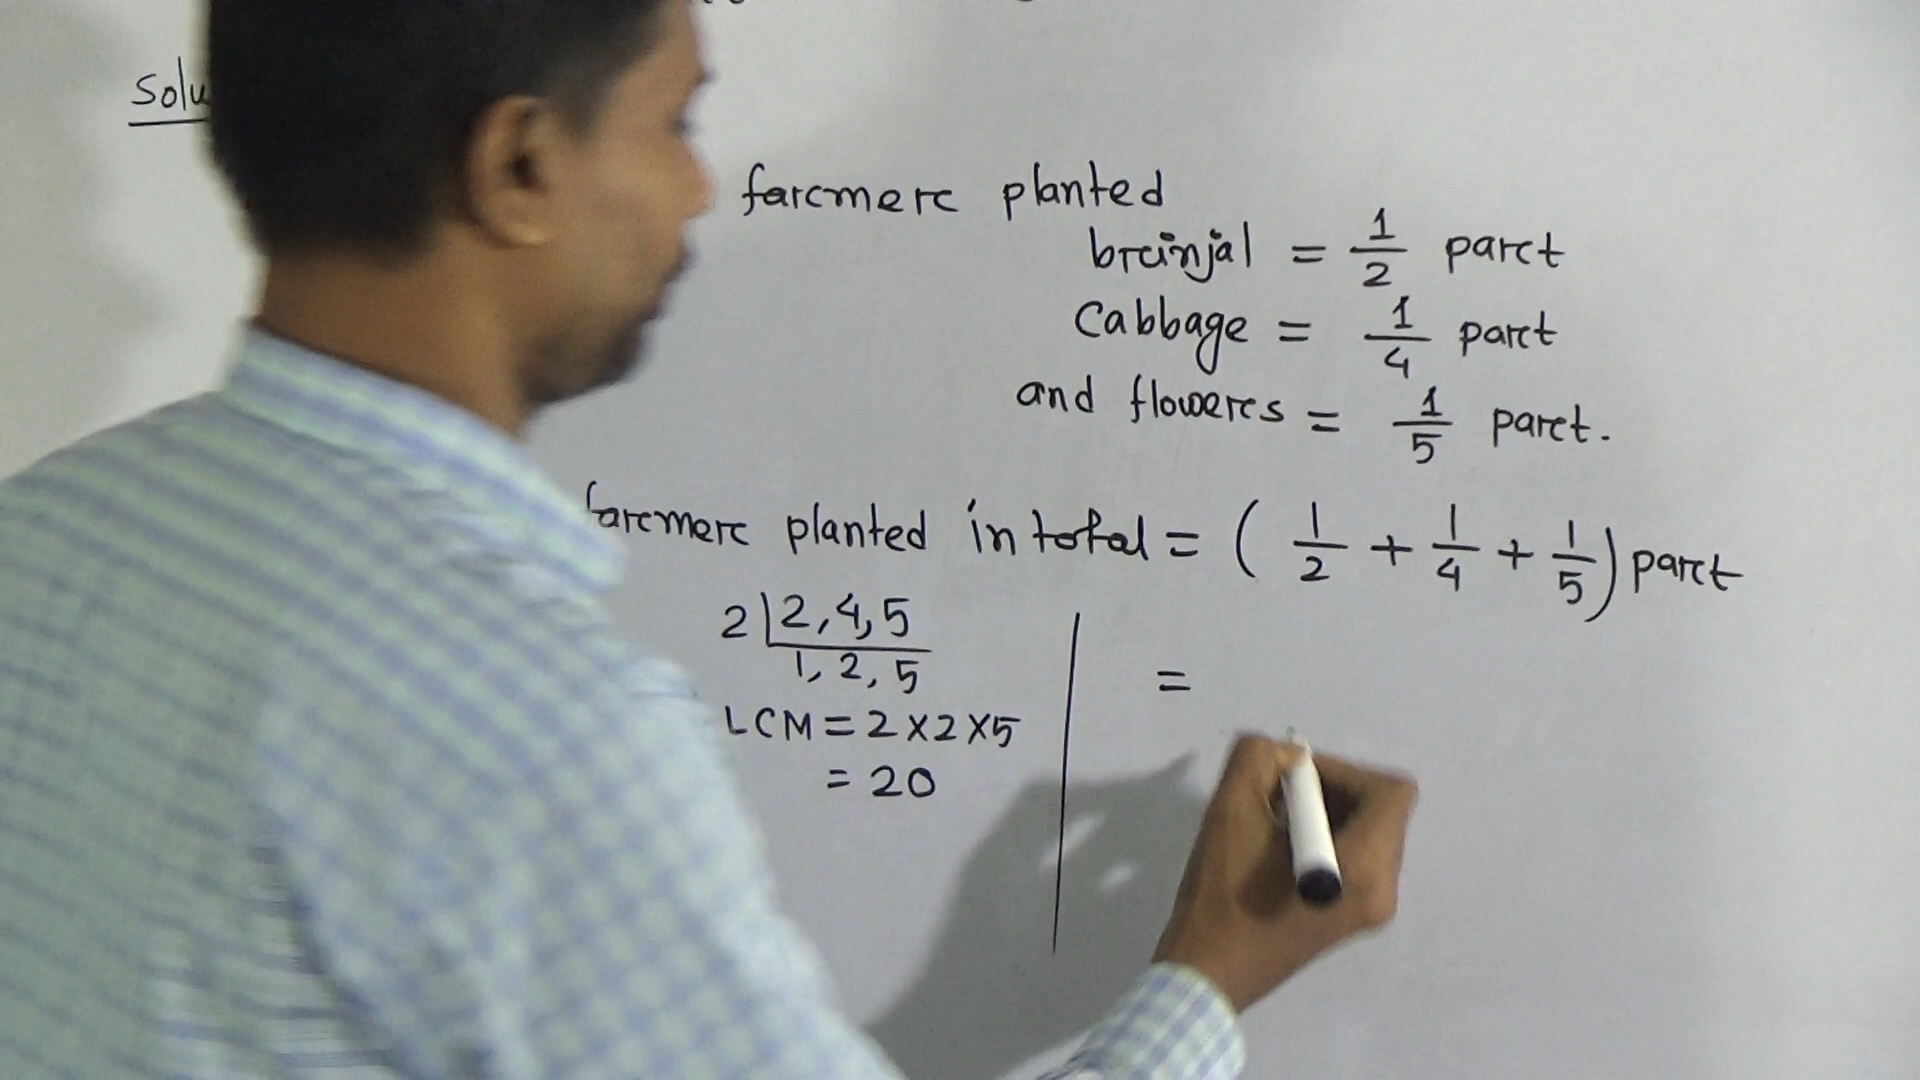 Solu
farmer planted
brinjal = 1/2 part
Cabbage = 1/4 part
and flowers = 1/5 part.
farmer planted in total = ( 1/2 + 1/4 + 1/5 ) part
2 | 2, 4, 5
1, 2, 5
=
LCM = 2 × 2 × 5
= 20